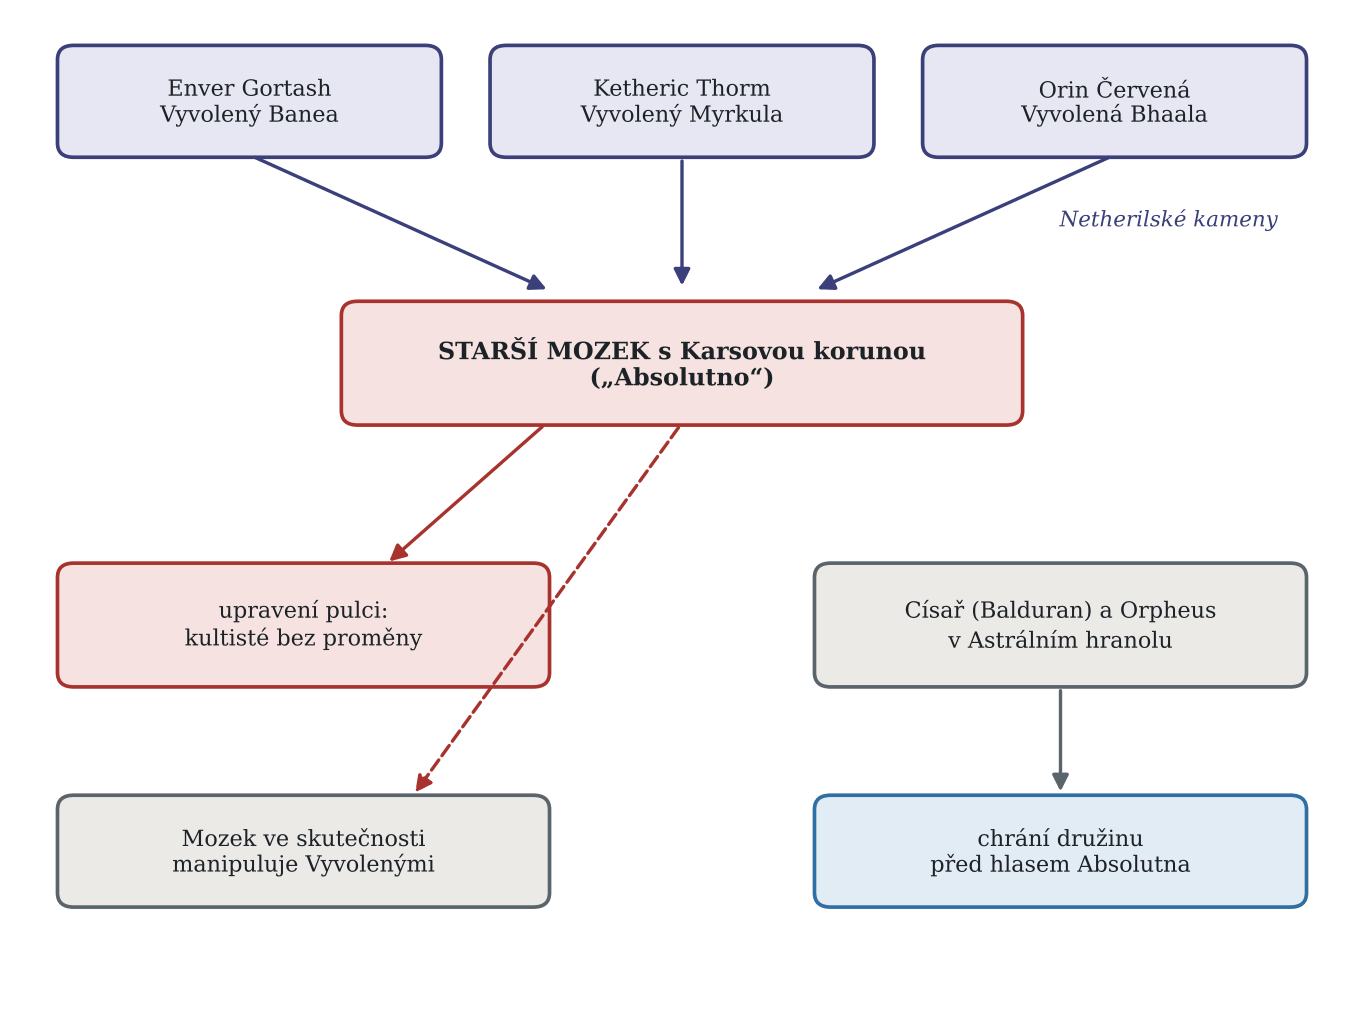 Enver Gortash
Vyvolený Banea
Ketheric Thorm
Vyvolený Myrkula
Orin Červená
Vyvolená Bhaala
Netherilské kameny
STARŠÍ MOZEK s Karsovou korunou
(„Absolutno“)
upravení pulci:
kultisté bez proměny
Císař (Balduran) a Orpheus
v Astrálním hranolu
Mozek ve skutečnosti
manipuluje Vyvolenými
chrání družinu
před hlasem Absolutna